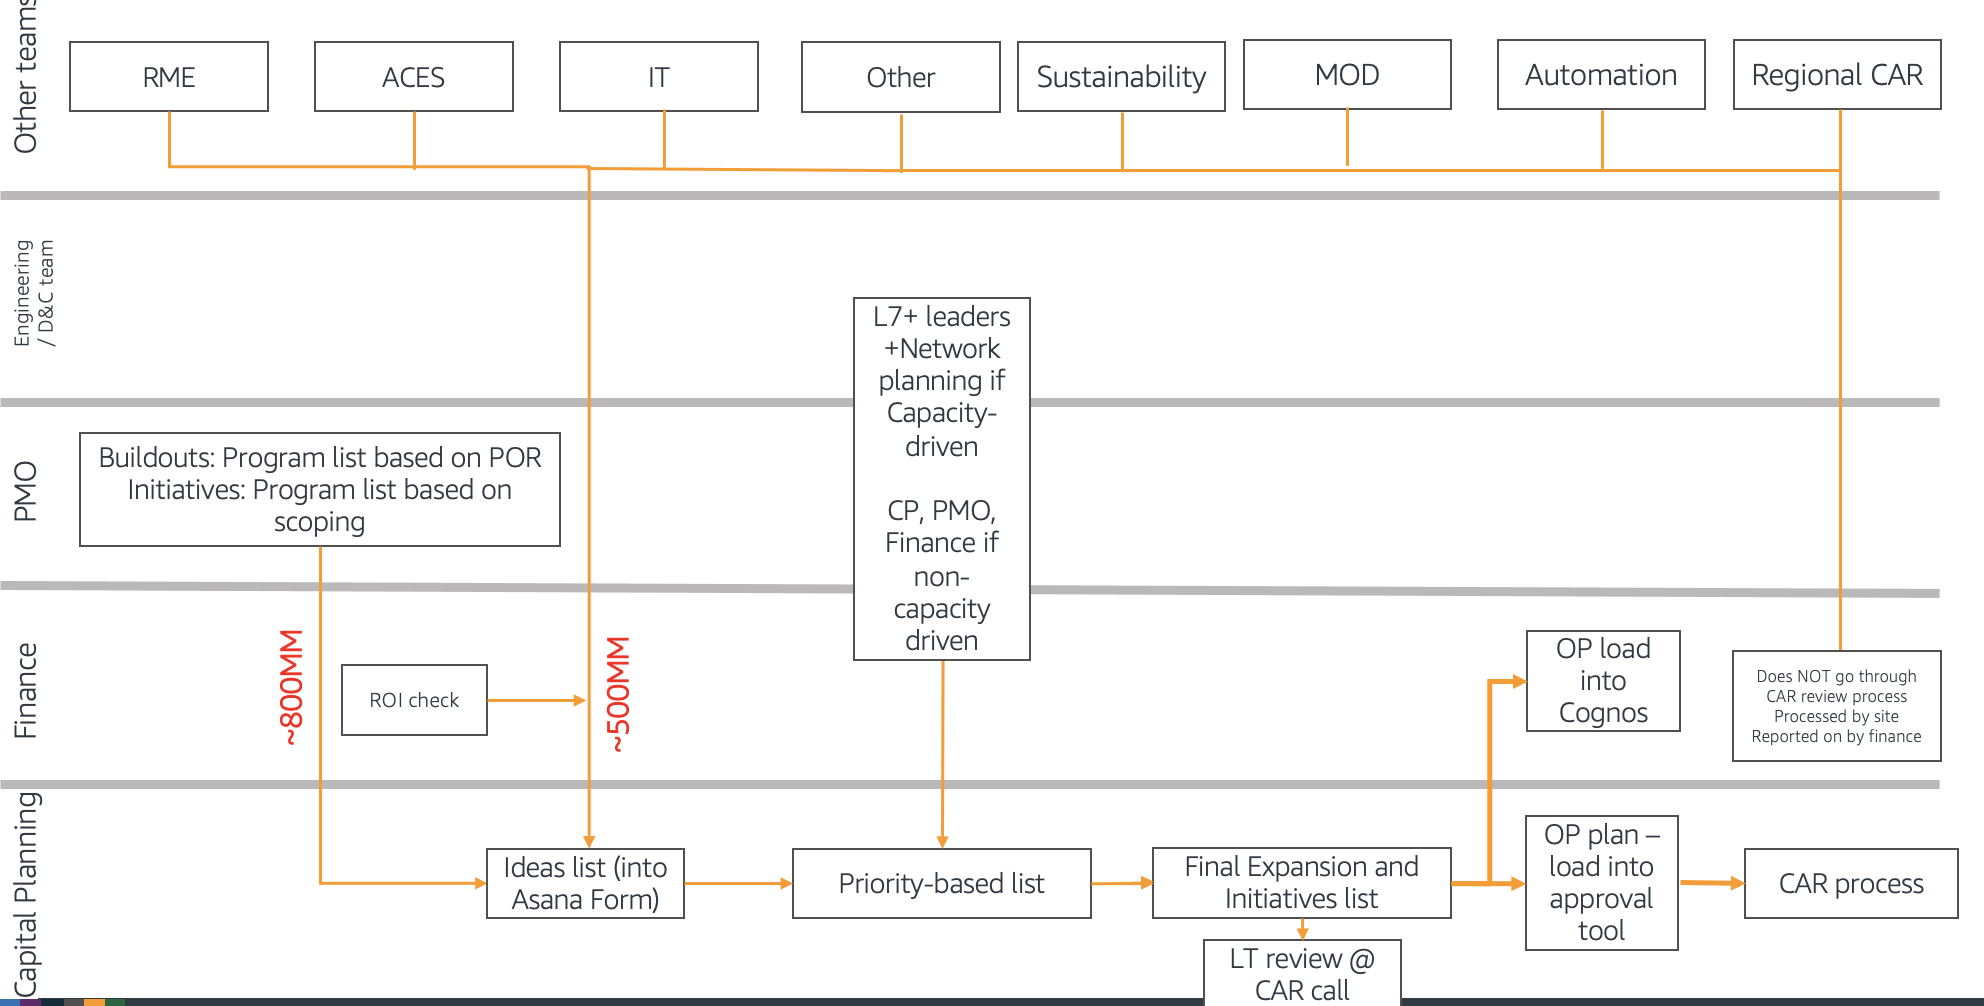 Other teams
RME
ACES
IT
Other
Sustainability
MOD
Automation
Regional CAR
Engineering
/ D&C team
L7+ leaders
+Network
planning if
Capacity-
driven
CP, PMO,
Finance if
non-
capacity
driven
PMO
Buildouts: Program list based on POR
Initiatives: Program list based on
scoping
Finance
~800MM
ROI check
~500MM
OP load
into
Cognos
Does NOT go through
CAR review process
Processed by site
Reported on by finance
Capital Planning
Ideas list (into
Asana Form)
Priority-based list
Final Expansion and
Initiatives list
OP plan –
load into
approval
tool
CAR process
LT review @
CAR call